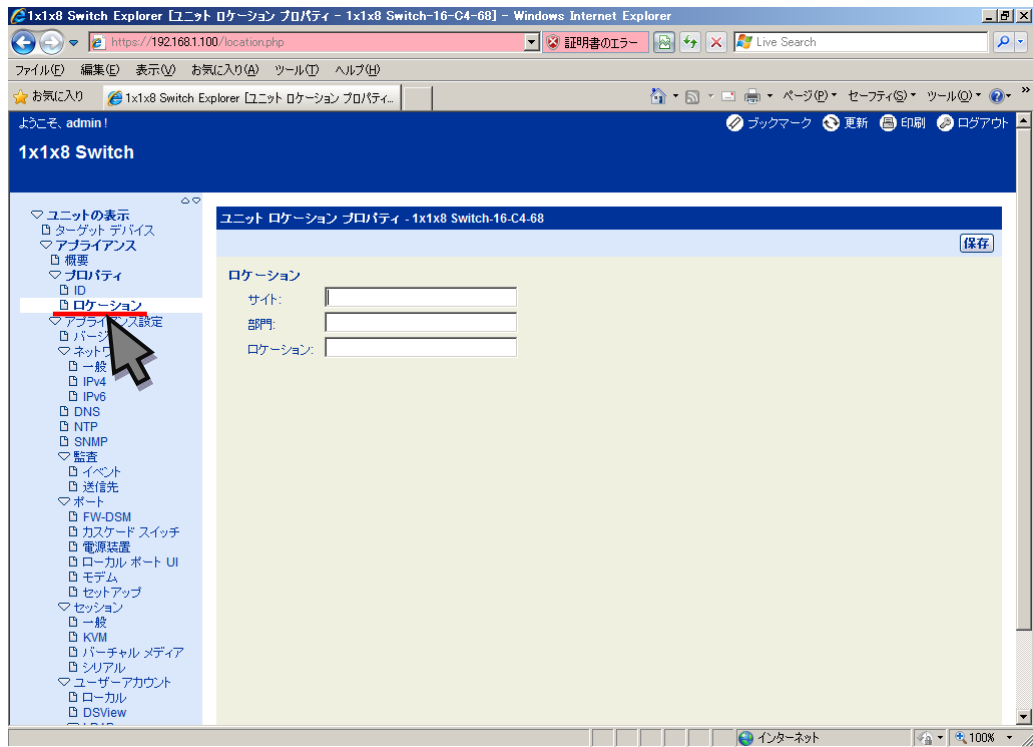 1x1x8 Switch Explorer [ユニット ロケーション プロパティ - 1x1x8 Switch-16-C4-68] - Windows Internet Explorer
https://192.168.1.100/location.php
証明書のエラー
Live Search
ファイル(F) 編集(E) 表示(V) お気に入り(A) ツール(T) ヘルプ(H)
お気に入り
1x1x8 Switch Explorer [ユニット ロケーション プロパティ...
ページ(P) セーフティ(S) ツール(O)
ようこそ、admin !
ブックマーク 更新 印刷 ログアウト
1x1x8 Switch
ユニットの表示
ターゲット デバイス
アプライアンス
概要
プロパティ
ID
ロケーション
アプライアンス設定
バージ
ネットワ
一般
IPv4
IPv6
DNS
NTP
SNMP
監査
イベント
送信先
ポート
FW-DSM
カスケード スイッチ
電源装置
ローカル ポート UI
モデム
セットアップ
セッション
一般
KVM
バーチャル メディア
シリアル
ユーザーアカウント
ローカル
DSView
ユニット ロケーション プロパティ - 1x1x8 Switch-16-C4-68
保存
ロケーション
サイト:
部門:
ロケーション:
インターネット
100%